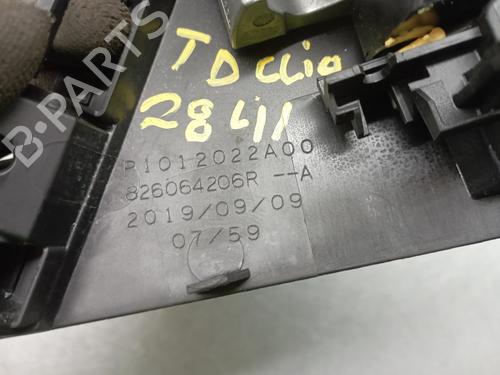 TD Clio
28411
P1012022A00
826064206R --A
2019/09/09
07/59
B-PARTS